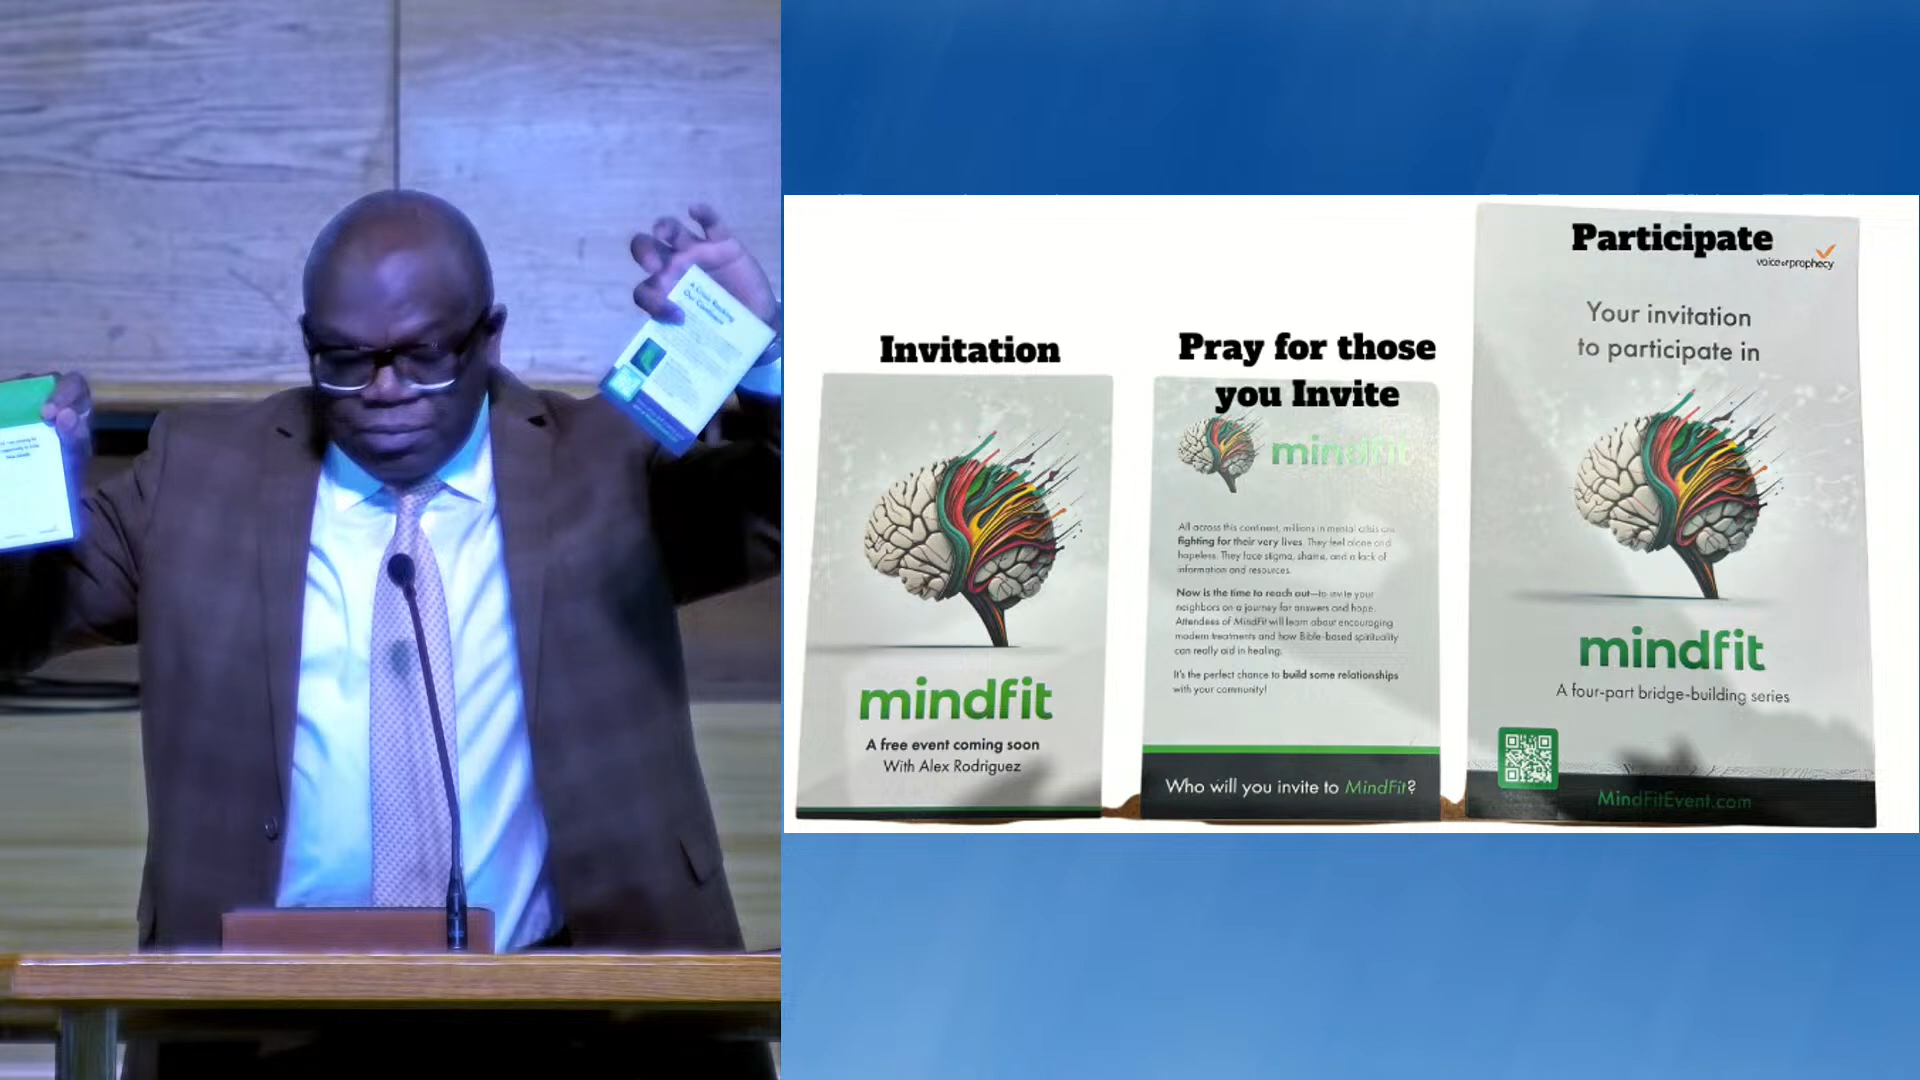 A Crisis Rocking
Our Continent
Invitation
mindfit
A free event coming soon
With Alex Rodriguez
Pray for those
you Invite
mindfit
All across this continent, millions in mental crisis are
fighting for their very lives. They feel alone and
hopeless. They face stigma, shame, and a lack of
information and resources.
Now is the time to reach out—to invite your
neighbors on a journey for answers and hope.
Attendees of MindFit will learn about encouraging
modern treatments and how Bible-based spirituality
can really aid in healing.
It's the perfect chance to build some relationships
with your community!
Who will you invite to MindFit?
Participate
voice of prophecy
Your invitation
to participate in
mindfit
A four-part bridge-building series
MindFitEvent.com